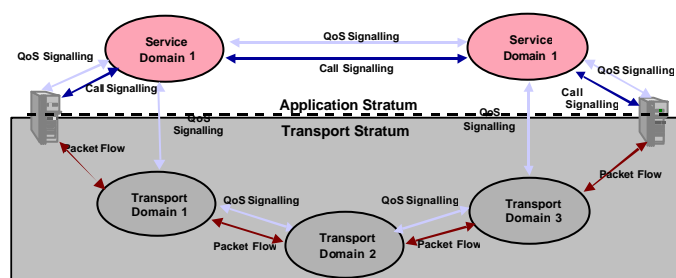 Service
Domain 1
QoS Signalling
Call Signalling
Service
Domain 1
QoS Signalling
Call Signalling
QoS Signalling
Call
Signalling
Application Stratum
Transport Stratum
QoS
Signalling
QoS
Signalling
Packet Flow
Packet Flow
Transport
Domain 1
QoS Signalling
Packet Flow
Transport
Domain 2
QoS Signalling
Packet Flow
Transport
Domain 3